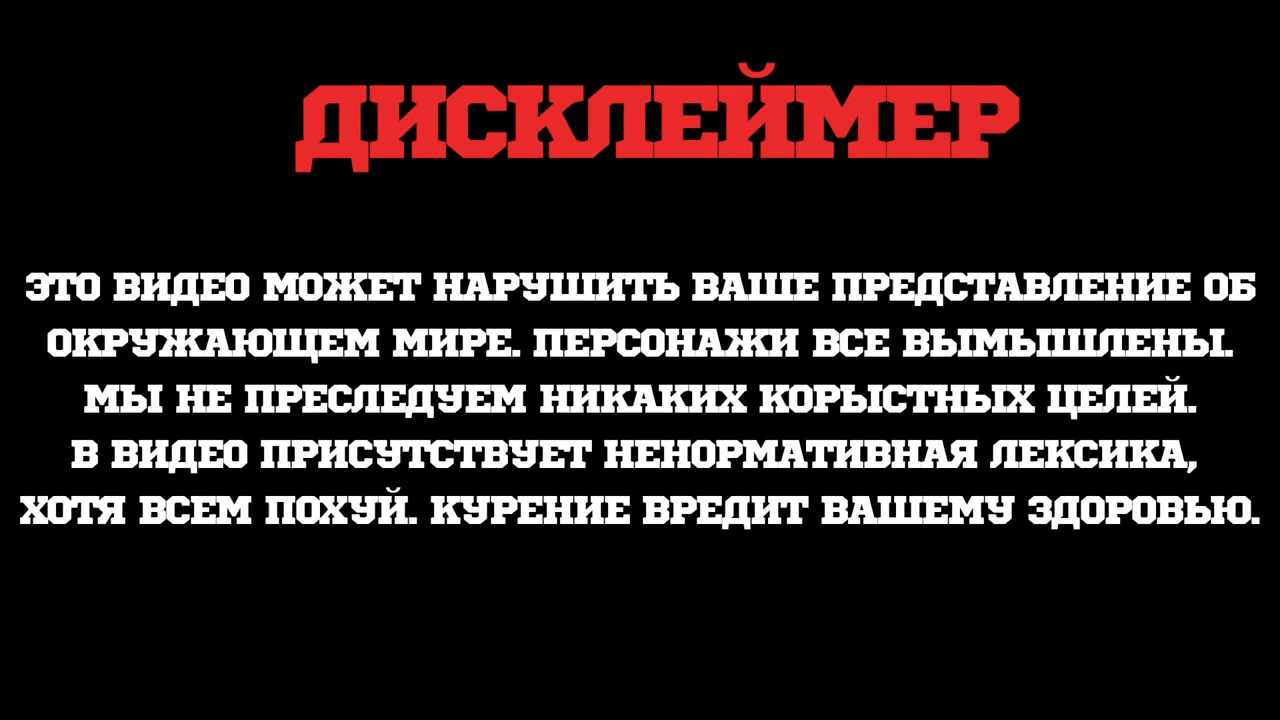 ДИСКЛЕЙМЕР
ЭТО ВИДЕО МОЖЕТ НАРУШИТЬ ВАШЕ ПРЕДСТАВЛЕНИЕ ОБ
ОКРУЖАЮЩЕМ МИРЕ. ПЕРСОНАЖИ ВСЕ ВЫМЫШЛЕНЫ.
МЫ НЕ ПРЕСЛЕДУЕМ НИКАКИХ КОРЫСТНЫХ ЦЕЛЕЙ.
В ВИДЕО ПРИСУТСТВУЕТ НЕНОРМАТИВНАЯ ЛЕКСИКА,
ХОТЯ ВСЕМ ПОХУЙ. КУРЕНИЕ ВРЕДИТ ВАШЕМУ ЗДОРОВЬЮ.